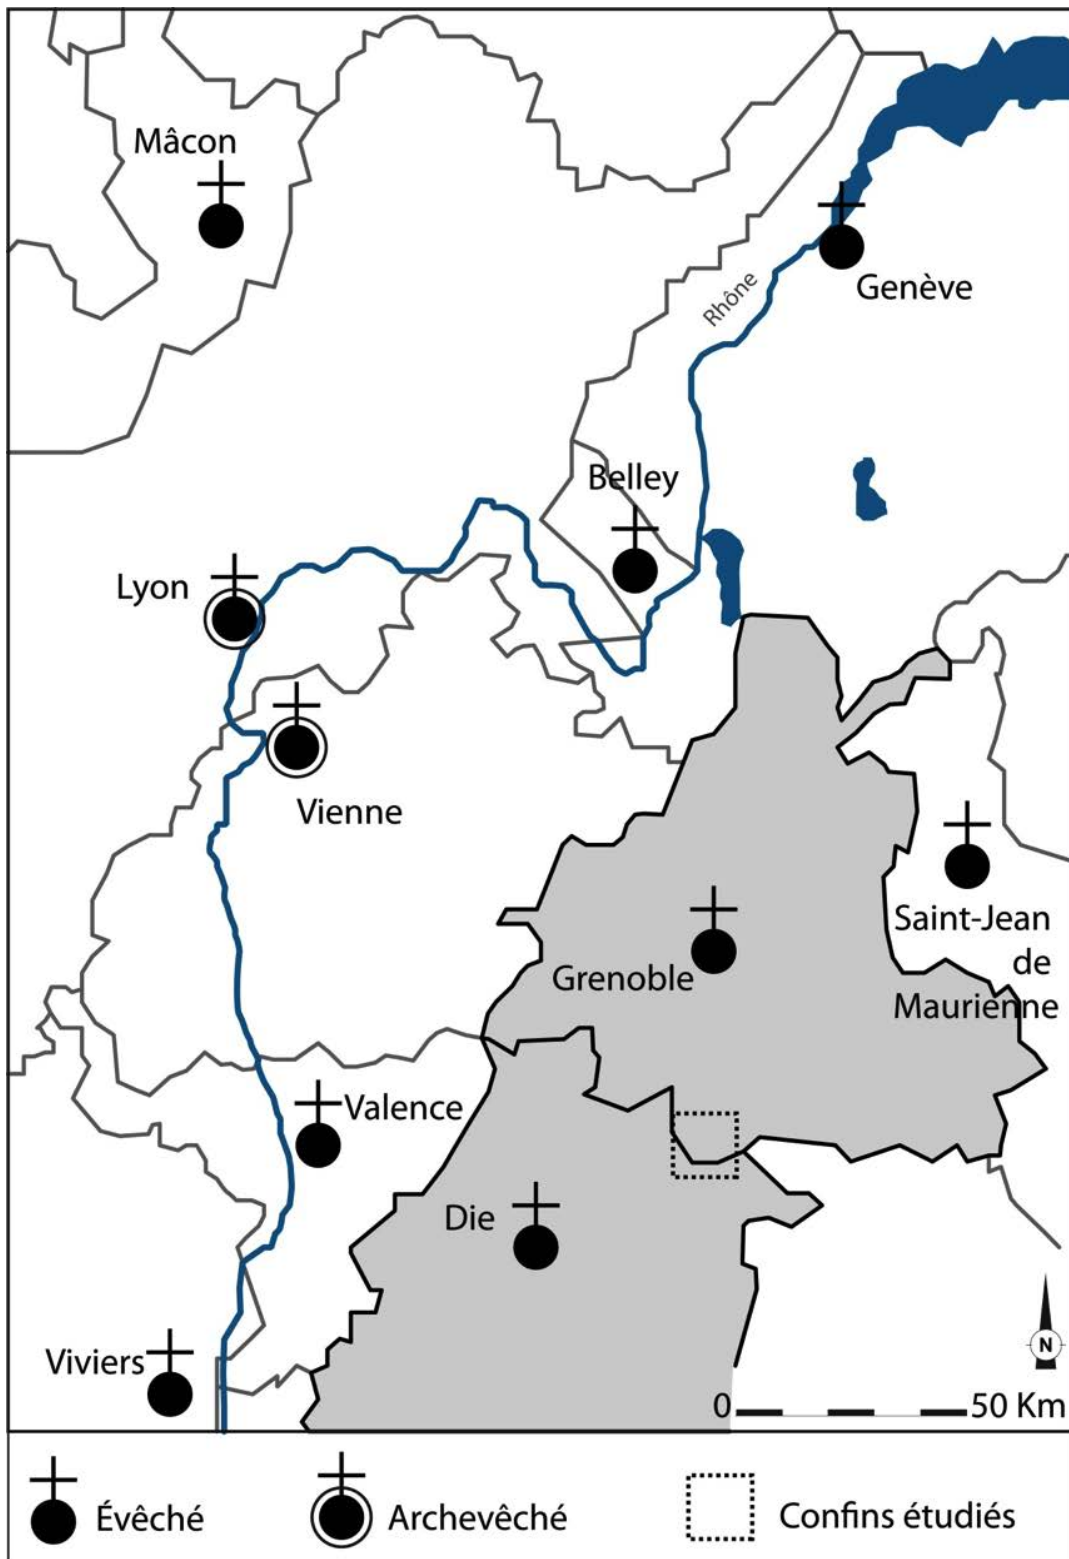 Mâcon
Genève
Rhône
Belley
Lyon
Vienne
Saint-Jean
de
Maurienne
Grenoble
Valence
Die
Viviers
N
0 50 Km
Évêché Archevêché Confins étudiés